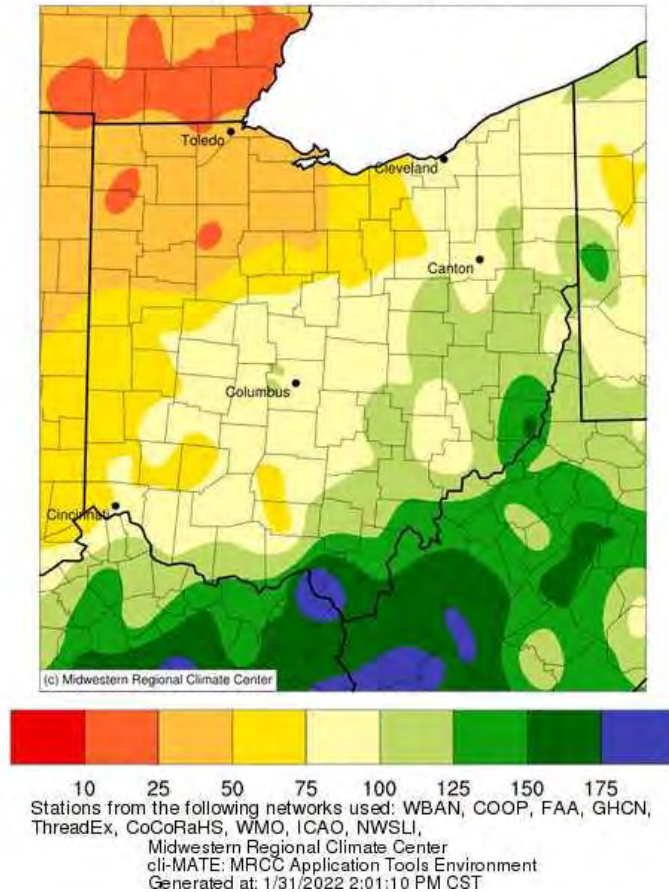 Toledo
Cleveland
Canton
Columbus
Cincinnati
(c) Midwestern Regional Climate Center
10 25 50 75 100 125 150 175
Stations from the following networks used: WBAN, COOP, FAA, GHCN,
ThreadEx, CoCoRaHS, WMO, ICAO, NWSLI,
Midwestern Regional Climate Center
cli-MATE: MRCC Application Tools Environment
Generated at: 1/31/2022 2:01:10 PM CST